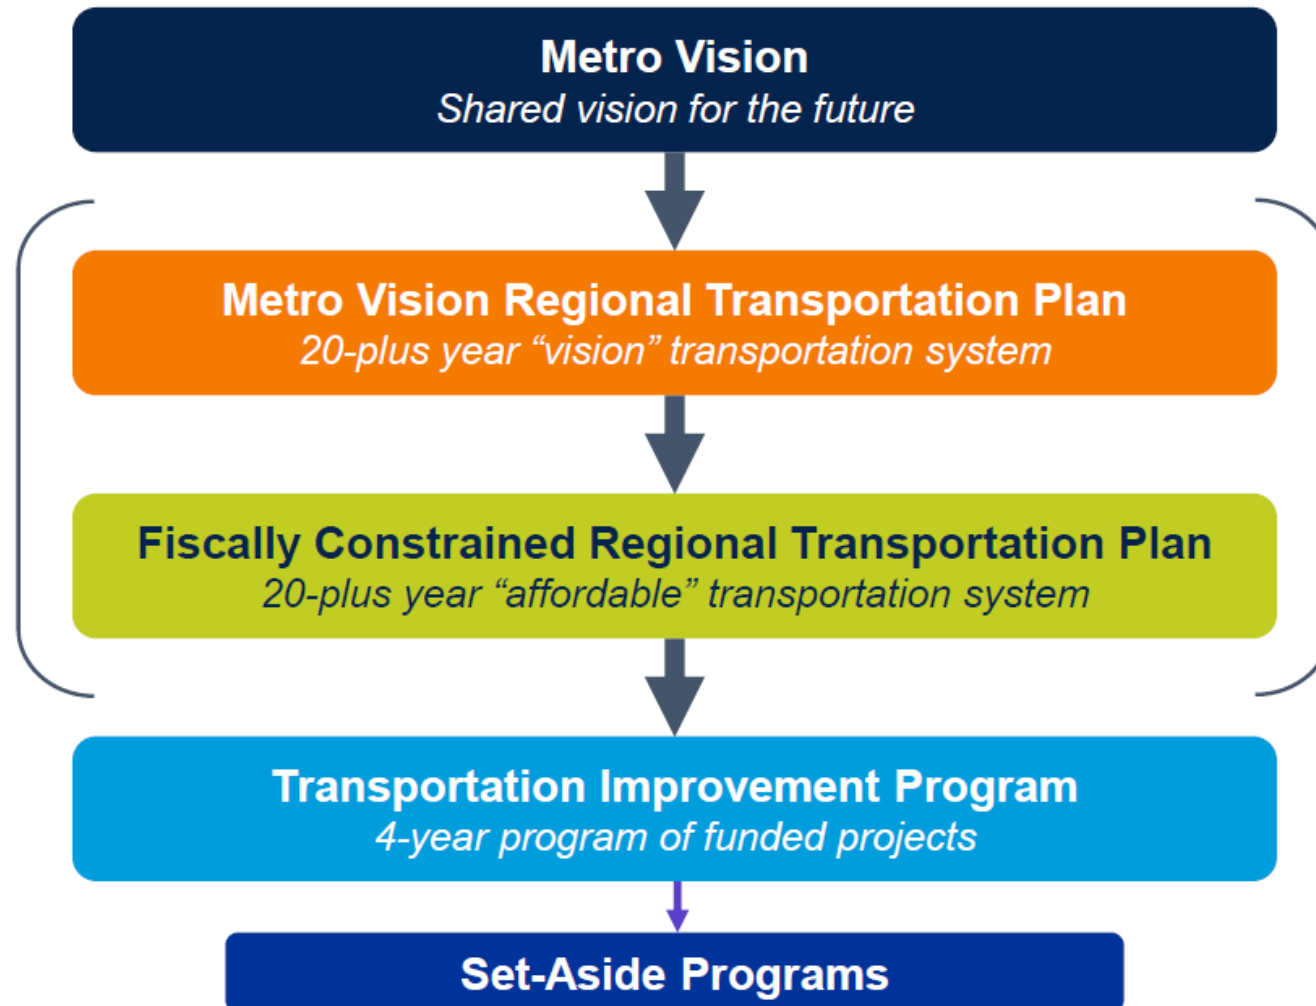 Metro Vision
Shared vision for the future
Metro Vision Regional Transportation Plan
20-plus year “vision” transportation system
Fiscally Constrained Regional Transportation Plan
20-plus year “affordable” transportation system
Transportation Improvement Program
4-year program of funded projects
Set-Aside Programs